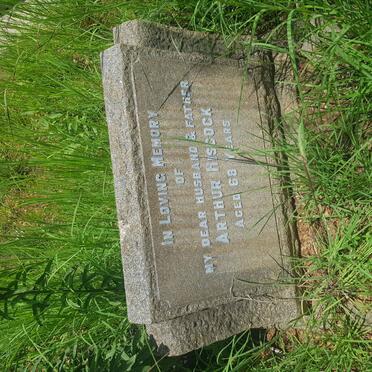 IN LOVING MEMORY
OF
MY DEAR HUSBAND & FATHER
ARTHUR HISCOCK
AGED 68 YEARS